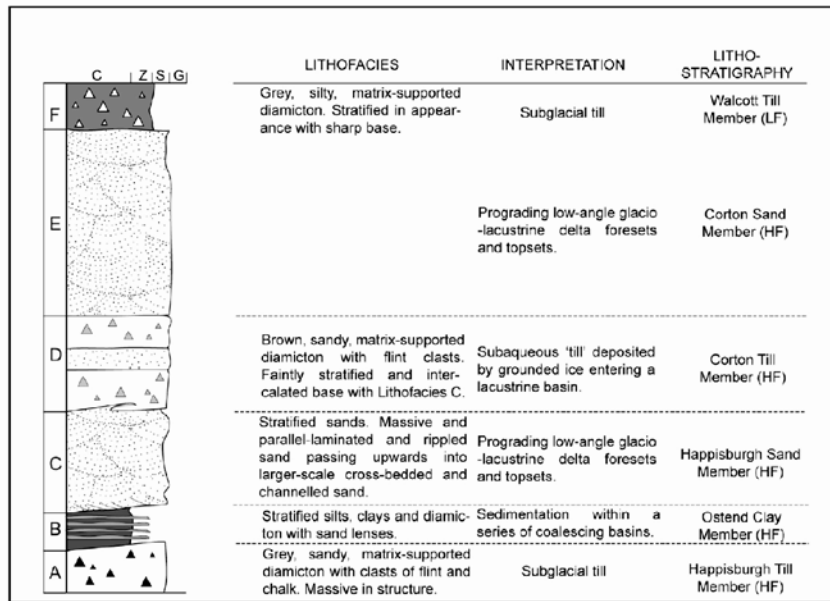 C Z S G
LITHOFACIES
INTERPRETATION
LITHO-
STRATIGRAPHY
F
Grey, silty, matrix-supported
diamicton. Stratified in appear-
ance with sharp base.
Subglacial till
Walcott Till
Member (LF)
E
Prograding low-angle glacio
-lacustrine delta foresets
and topsets.
Corton Sand
Member (HF)
D
Brown, sandy, matrix-supported
diamicton with flint clasts.
Faintly stratified and inter-
calated base with Lithofacies C.
Subaqueous 'till' deposited
by grounded ice entering a
lacustrine basin.
Corton Till
Member (HF)
C
Stratified sands. Massive and
parallel-laminated and rippled
sand passing upwards into
larger-scale cross-bedded and
channelled sand.
Prograding low-angle glacio
-lacustrine delta foresets
and topsets.
Happisburgh Sand
Member (HF)
B
Stratified silts, clays and diamic-
ton with sand lenses.
Sedimentation within a
series of coalescing basins.
Ostend Clay
Member (HF)
A
Grey, sandy, matrix-supported
diamicton with clasts of flint and
chalk. Massive in structure.
Subglacial till
Happisburgh Till
Member (HF)